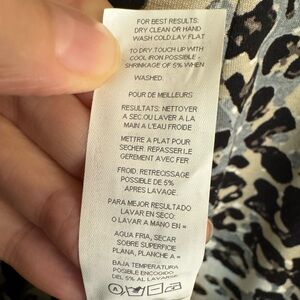 FOR BEST RESULTS:
DRY CLEAN OR HAND
WASH COLD.LAY FLAT
TO DRY.TOUCH UP WITH
COOL IRON.POSSIBLE -
SHRINKAGE OF 5% WHEN
WASHED.
POUR DE MEILLEURS
RESULTATS: NETTOYER
A SEC.OU LAVER A LA
MAIN A L'EAU FROIDE
METTRE A PLAT POUR
SECHER. REPASSER LE
GEREMENT AVEC FER
FROID. RETRECISSAGE
POSSIBLE DE 5%
APRES LAVAGE.
PARA MEJOR RESULTADO
LAVAR EN SECO:
O LAVAR A MANO EN =
AGUA FRIA, SECAR
SOBRE SUPERFICIE
PLANA, PLANCHE A =
BAJA TEMPERATURA
POSIBLE ENCOGIDO
DEL 5% AL LAVARSE